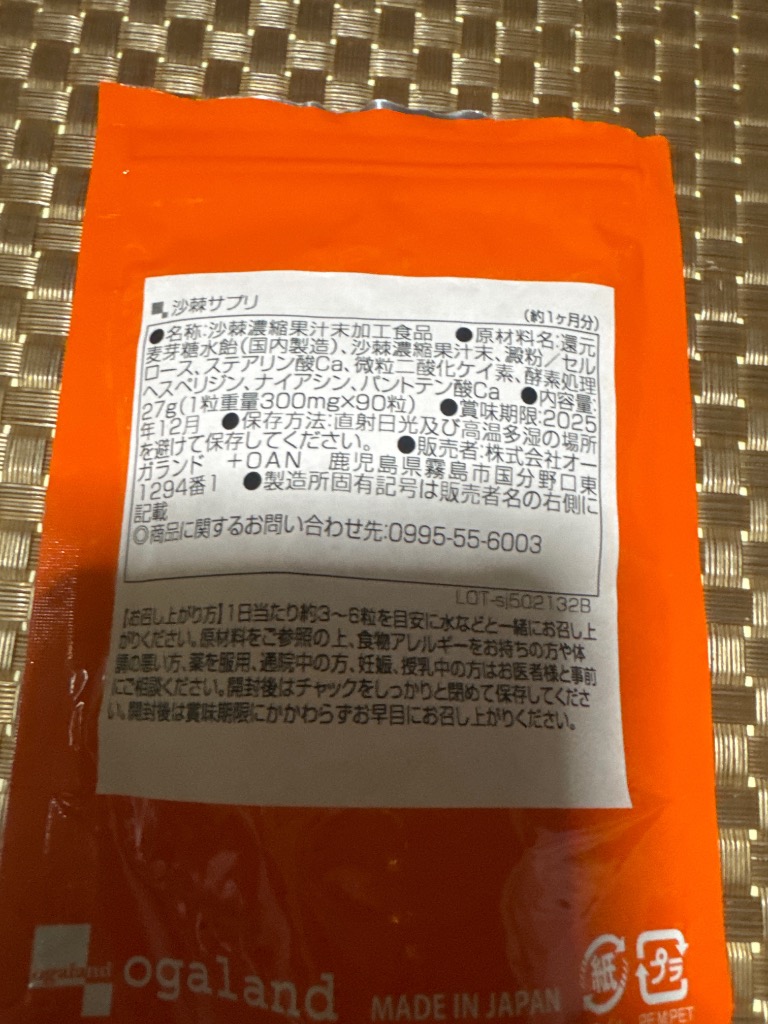 沙棘サプリ
(約1ヶ月分)
●名称:沙棘濃縮果汁末加工食品 ●原材料名:還元
麦芽糖水飴(国内製造)、沙棘濃縮果汁末、澱粉/セル
ロース、ステアリン酸Ca、微粒二酸化ケイ素、酵素処理
ヘスペリジン、ナイアシン、パントテン酸Ca ●内容量:
27g(1粒重量300mg×90粒) ●賞味期限:2025
年12月 ●保存方法:直射日光及び高温多湿の場所
を避けて保存してください。 ●販売者:株式会社オー
ガランド +OAN 鹿児島県霧島市国分野口東
1294番1 ●製造所固有記号は販売者名の右側に
記載
◎商品に関するお問い合わせ先:0995-55-6003
LOT-sj502132B
【お召し上がり方】1日当たり約3〜6粒を目安に水などと一緒にお召し上
がりください。原材料をご参照の上、食物アレルギーをお持ちの方や体
調の悪い方、薬を服用、通院中の方、妊娠、授乳中の方はお医者様と事前
にご相談ください。開封後はチャックをしっかりと閉めて保存してくださ
い。開封後は賞味期限にかかわらずお早目にお召し上がりください。
ogaland ogaland MADE IN JAPAN 紙 プラ
PE,M:PET